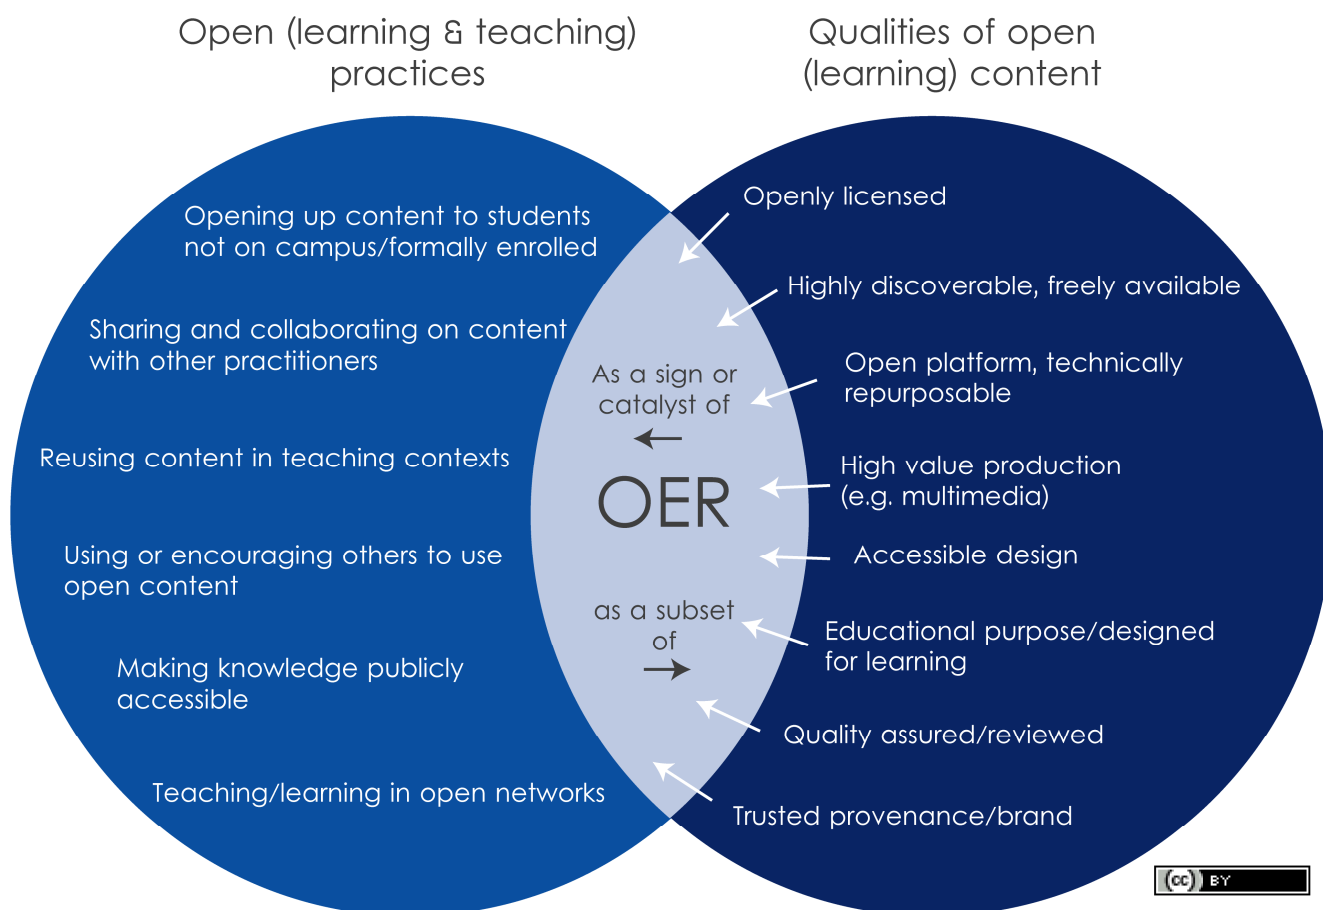 Open (learning & teaching)
practices
Qualities of open
(learning) content
Opening up content to students
not on campus/formally enrolled
Sharing and collaborating on content
with other practitioners
Reusing content in teaching contexts
Using or encouraging others to use
open content
Making knowledge publicly
accessible
Teaching/learning in open networks
As a sign or
catalyst of
OER
as a subset
of
Openly licensed
Highly discoverable, freely available
Open platform, technically
repurposable
High value production
(e.g. multimedia)
Accessible design
Educational purpose/designed
for learning
Quality assured/reviewed
Trusted provenance/brand
(cc) BY